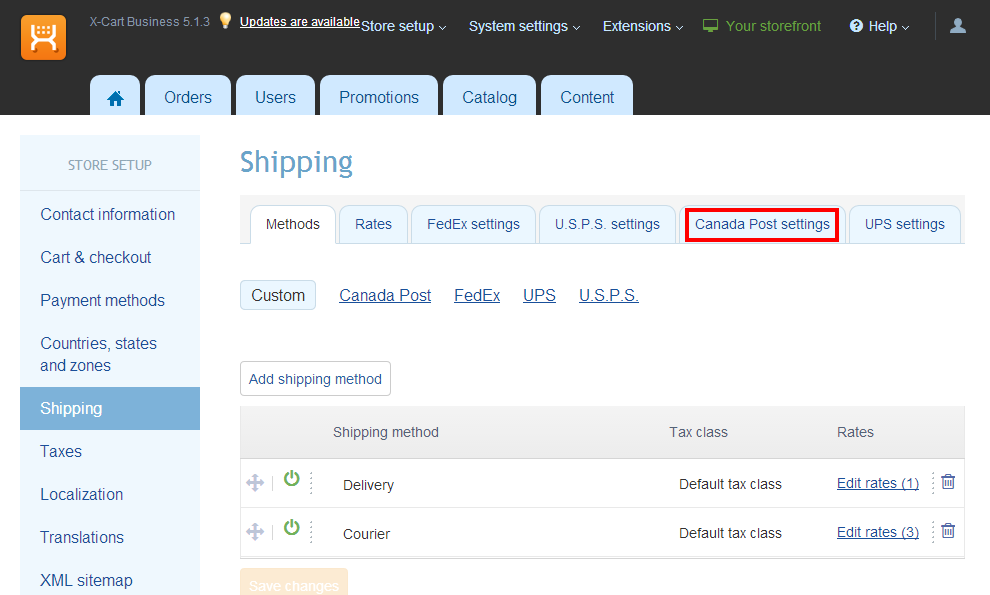 X-Cart Business 5.1.3 Updates are available Store setup System settings Extensions Your storefront Help
Orders Users Promotions Catalog Content
STORE SETUP
Contact information
Cart & checkout
Payment methods
Countries, states
and zones
Shipping
Taxes
Localization
Translations
XML sitemap
Shipping
Methods Rates FedEx settings U.S.P.S. settings Canada Post settings UPS settings
Custom Canada Post FedEx UPS U.S.P.S.
Add shipping method
Shipping method Tax class Rates
Delivery Default tax class Edit rates (1)
Courier Default tax class Edit rates (3)
Save changes